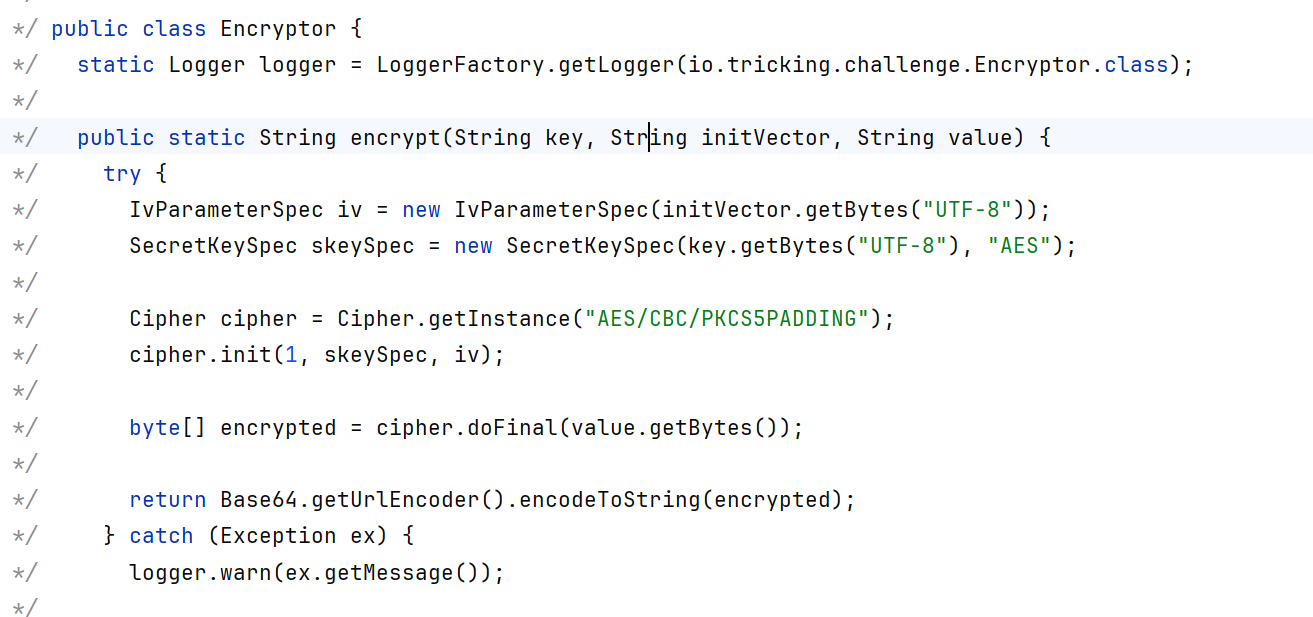 */ public class Encryptor {
*/   static Logger logger = LoggerFactory.getLogger(io.tricking.challenge.Encryptor.class);
*/
*/   public static String encrypt(String key, String initVector, String value) {
*/     try {
*/       IvParameterSpec iv = new IvParameterSpec(initVector.getBytes("UTF-8"));
*/       SecretKeySpec skeySpec = new SecretKeySpec(key.getBytes("UTF-8"), "AES");
*/
*/       Cipher cipher = Cipher.getInstance("AES/CBC/PKCS5PADDING");
*/       cipher.init(1, skeySpec, iv);
*/
*/       byte[] encrypted = cipher.doFinal(value.getBytes());
*/
*/       return Base64.getUrlEncoder().encodeToString(encrypted);
*/     } catch (Exception ex) {
*/       logger.warn(ex.getMessage());
*/